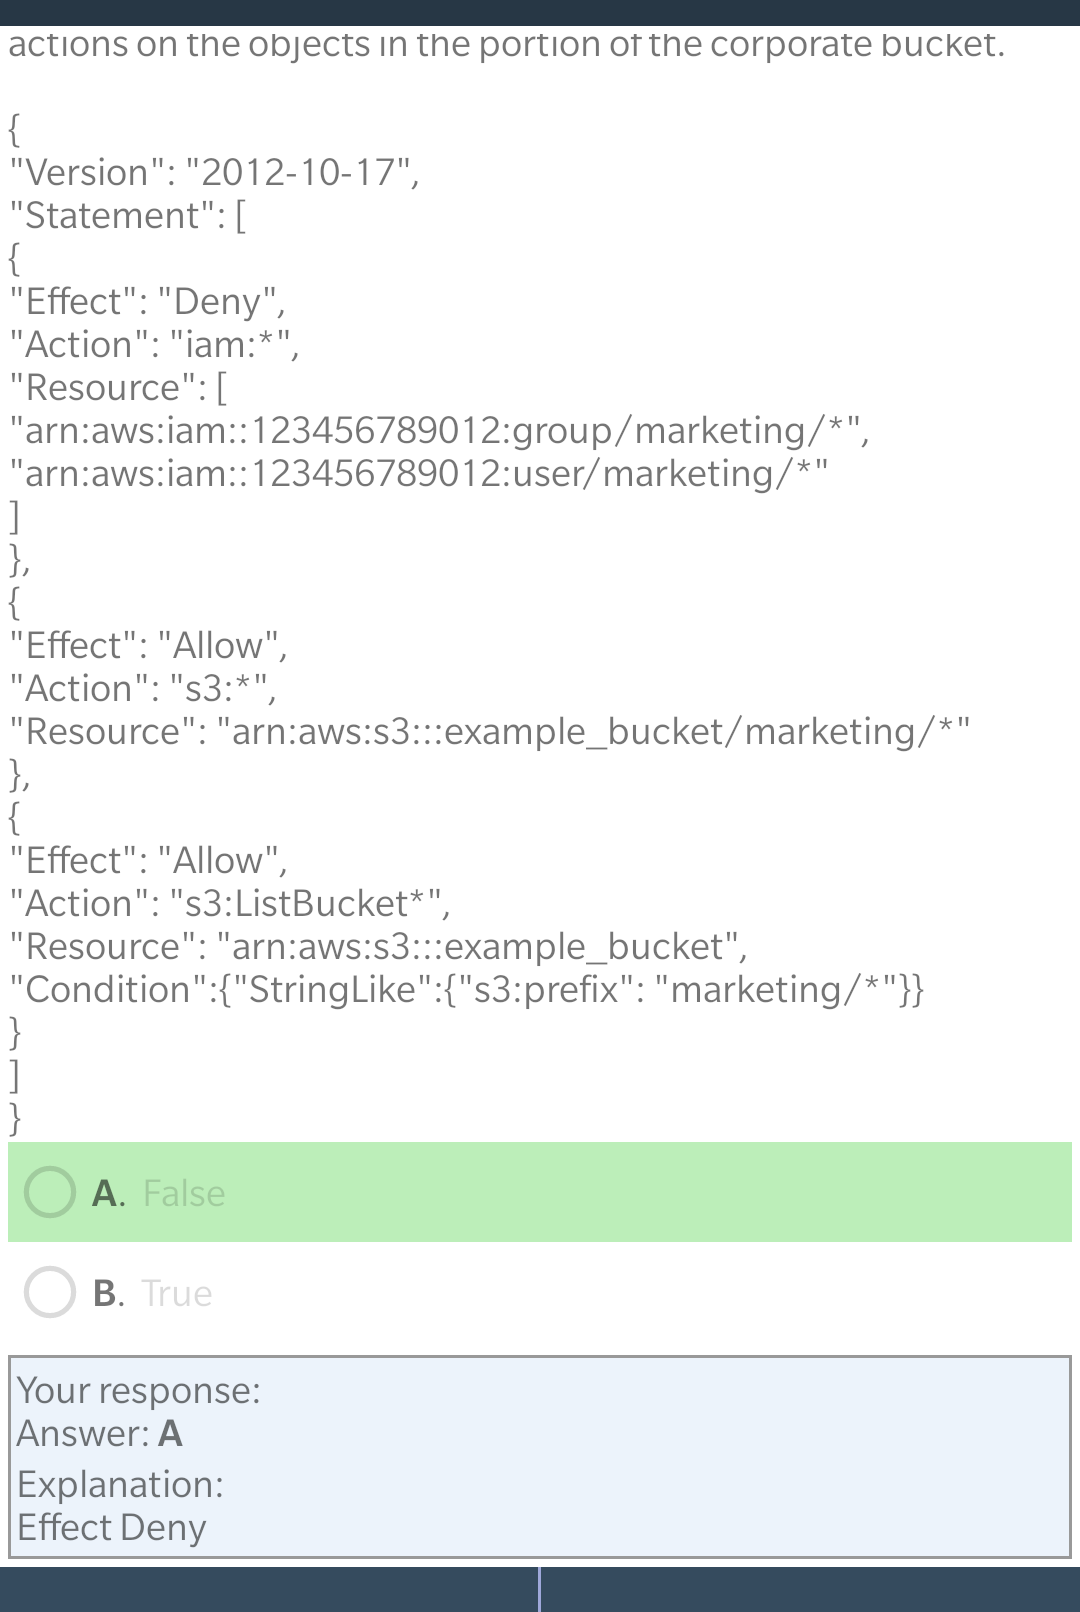 actions on the objects in the portion of the corporate bucket.
{
"Version": "2012-10-17",
"Statement": [
{
"Effect": "Deny",
"Action": "iam:*",
"Resource": [
"arn:aws:iam::123456789012:group/marketing/*",
"arn:aws:iam::123456789012:user/marketing/*"
]
},
{
"Effect": "Allow",
"Action": "s3:*",
"Resource": "arn:aws:s3:::example_bucket/marketing/*"
},
{
"Effect": "Allow",
"Action": "s3:ListBucket*",
"Resource": "arn:aws:s3:::example_bucket",
"Condition":{"StringLike":{"s3:prefix": "marketing/*"}}
}
]
}
A. False
B. True
Your response:
Answer: A
Explanation:
Effect Deny